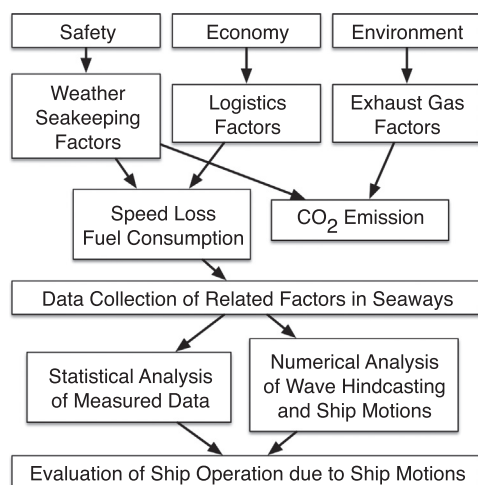 Safety
Economy
Environment
Weather
Seakeeping
Factors
Logistics
Factors
Exhaust Gas
Factors
Speed Loss
Fuel Consumption
CO2 Emission
Data Collection of Related Factors in Seaways
Statistical Analysis
of Measured Data
Numerical Analysis
of Wave Hindcasting
and Ship Motions
Evaluation of Ship Operation due to Ship Motions